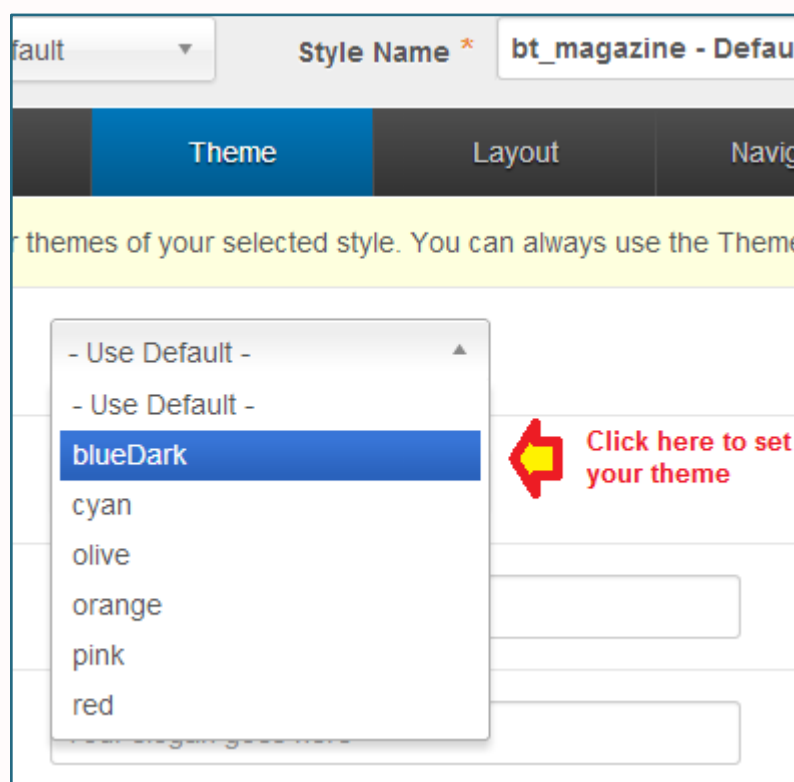 fault Style Name * bt_magazine - Defau
Theme Layout Navig
r themes of your selected style. You can always use the Theme
- Use Default -
- Use Default -
blueDark
Click here to set
your theme
cyan
olive
orange
pink
red